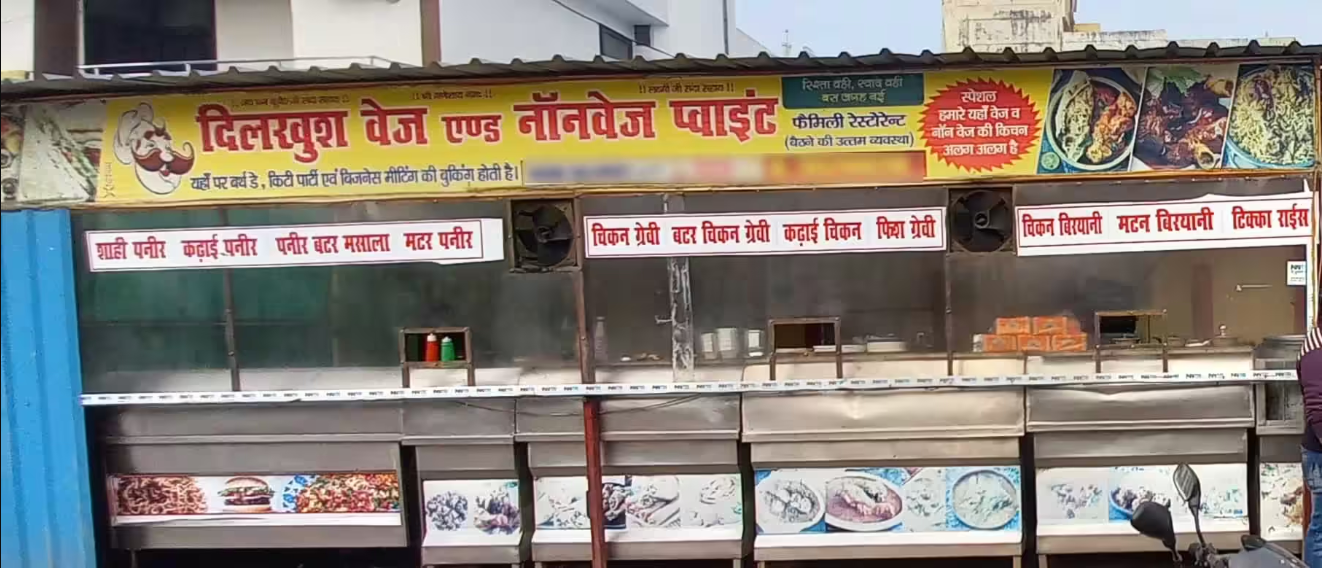 || श्री गणेशाय नमः ||
दिलखुश वेज एण्ड नॉनवेज प्वाइंट
यहाँ पर बर्थ डे, किटी पार्टी एवं बिजनेस मीटिंग की बुकिंग होती है।
रिश्ता वही, स्वाद वही
बस जगह नई
फैमिली रेस्टोरेन्ट
(बैठने की उत्तम व्यवस्था)
स्पेशल
हमारे यहाँ वेज व
नॉन वेज की किचन
अलग अलग है
शाही पनीर कढ़ाई पनीर पनीर बटर मसाला मटर पनीर
चिकन ग्रेवी बटर चिकन ग्रेवी कढ़ाई चिकन फिश ग्रेवी
चिकन बिरयानी मटन बिरयानी टिक्का राईस